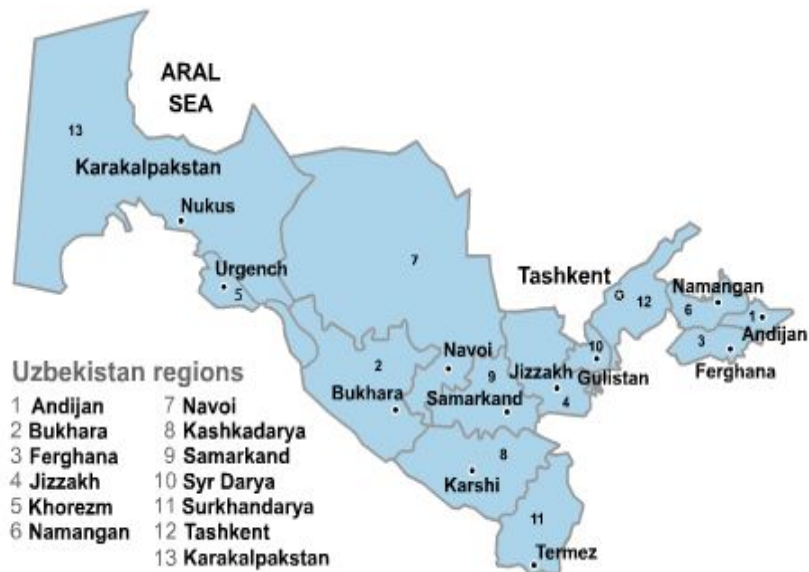 ARAL
SEA
13
Karakalpakstan
Nukus
Urgench
5
7
Tashkent
12
Namangan
6
1
Andijan
3
Ferghana
10
Gulistan
Navoi
9
Jizzakh
4
2
Bukhara
Samarkand
8
Karshi
11
Termez
Uzbekistan regions
1 Andijan
2 Bukhara
3 Ferghana
4 Jizzakh
5 Khorezm
6 Namangan
7 Navoi
8 Kashkadarya
9 Samarkand
10 Syr Darya
11 Surkhandarya
12 Tashkent
13 Karakalpakstan